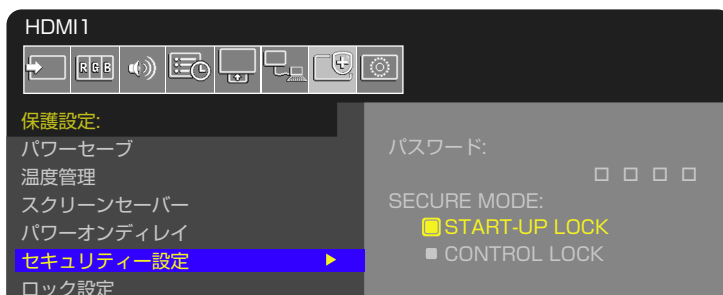 HDMI1
RGB
保護設定:
パワーセーブ
温度管理
スクリーンセーバー
パワーオンディレイ
セキュリティー設定
ロック設定
パスワード:
SECURE MODE:
START-UP LOCK
CONTROL LOCK